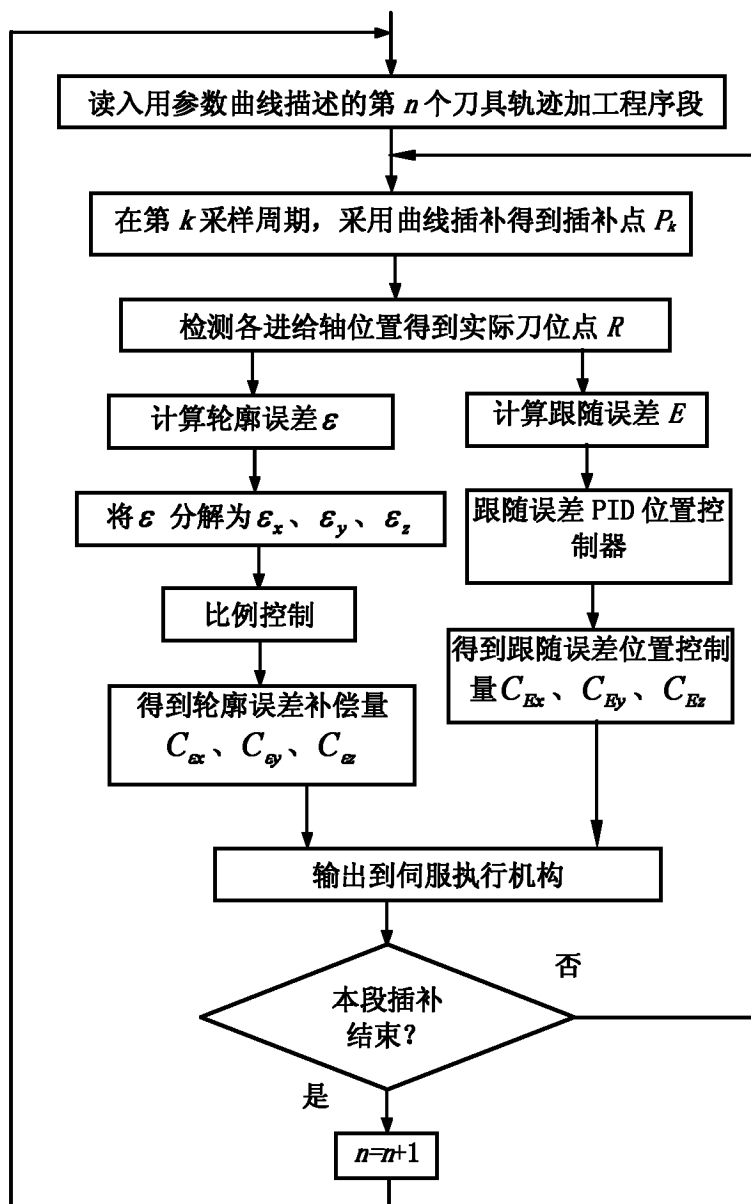 读入用参数曲线描述的第 n 个刀具轨迹加工程序段
在第 k 采样周期，采用曲线插补得到插补点 Pk
检测各进给轴位置得到实际刀位点 R
计算轮廓误差 ε
计算跟随误差 E
将 ε 分解为 εx、εy、εz
跟随误差 PID 位置控
制器
比例控制
得到跟随误差位置控制
量 CEx、CEy、CEz
得到轮廓误差补偿量
Cεx、Cεy、Cεz
输出到伺服执行机构
本段插补
结束？
否
是
n=n+1